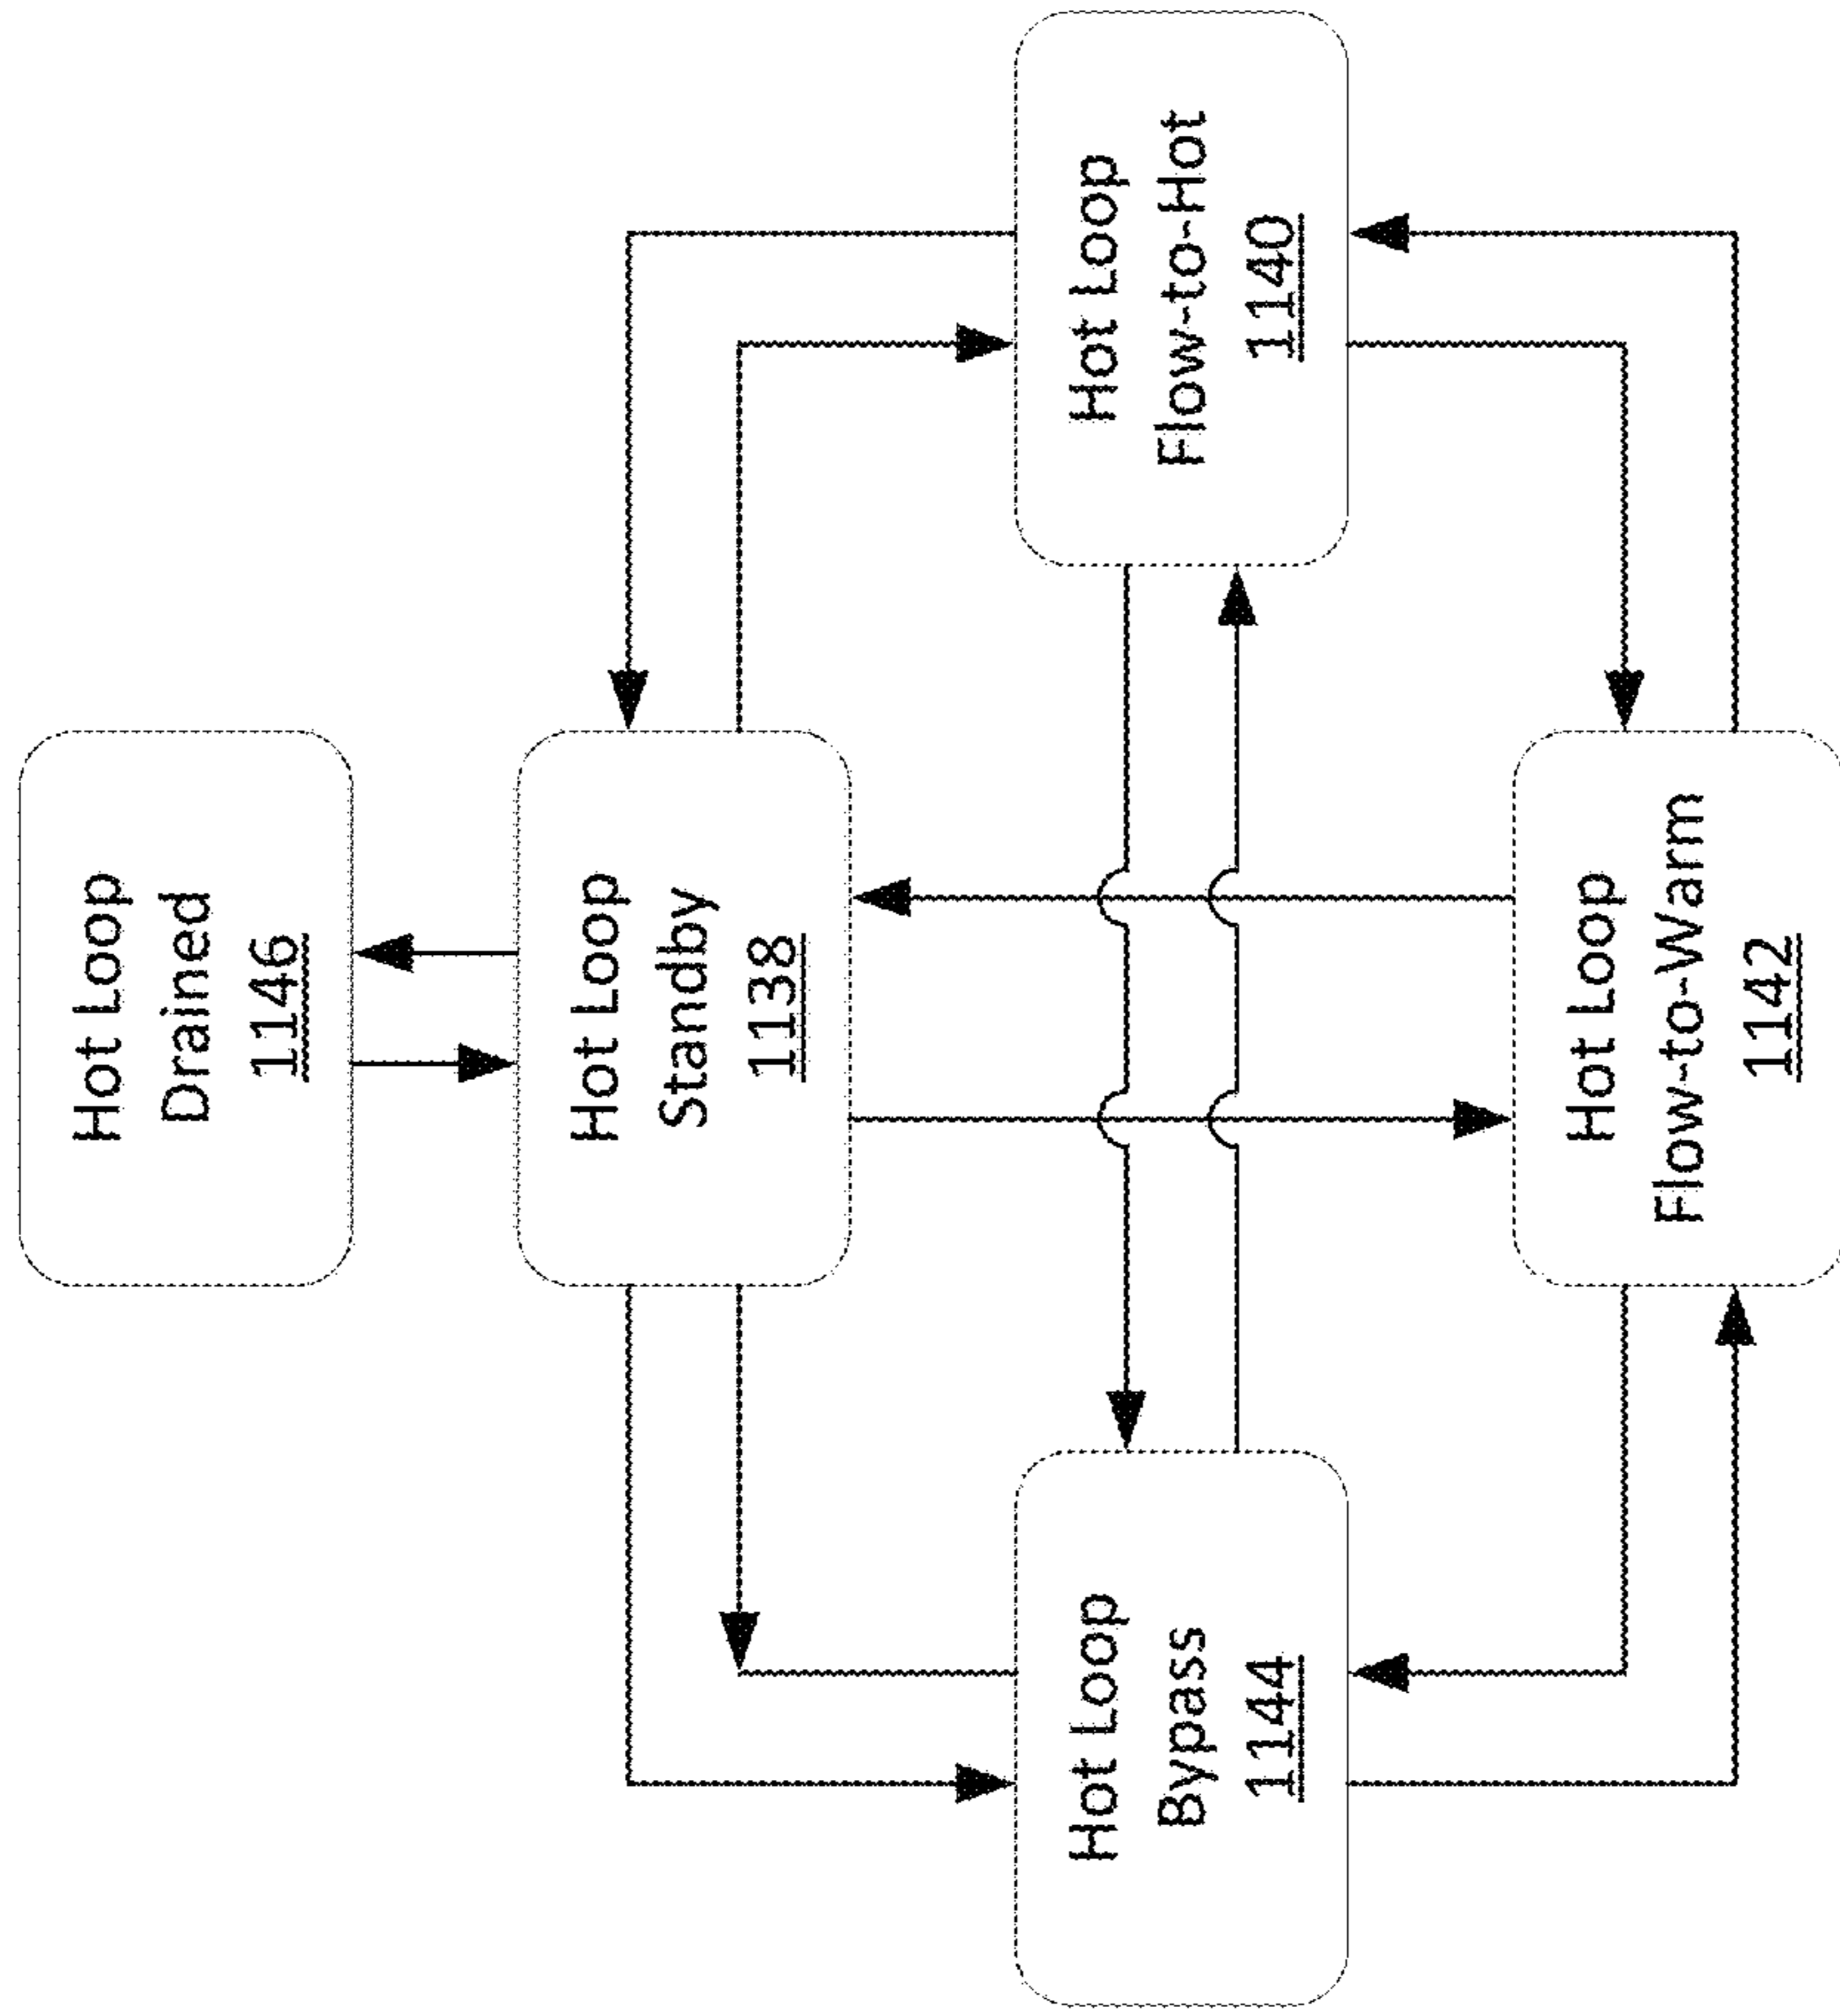 Hot Loop
Drained
1146
Hot Loop
Standby
1138
Hot Loop
Bypass
1144
Hot Loop
Flow-to-Hot
1140
Hot Loop
Flow-to-Warm
1142